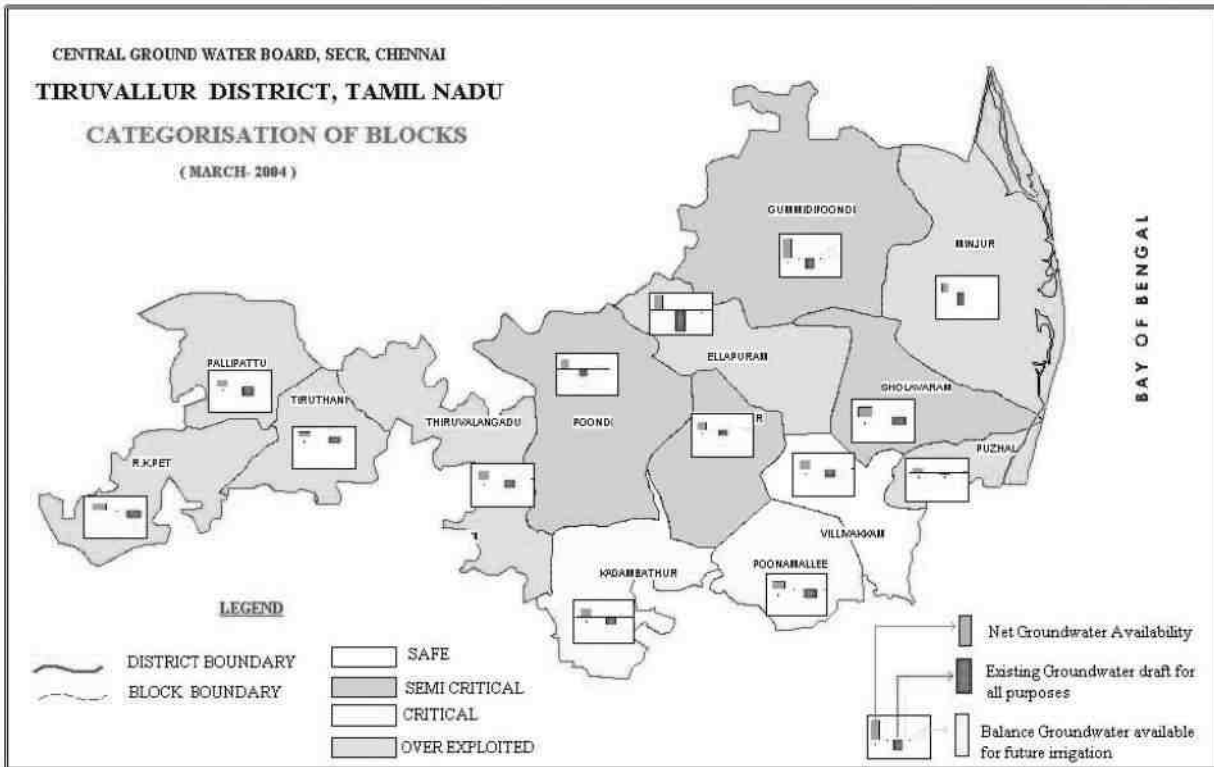 CENTRAL GROUND WATER BOARD, SECR, CHENNAI
TIRUVALLUR DISTRICT, TAMIL NADU
CATEGORISATION OF BLOCKS
( MARCH- 2004 )
GUMMIDIPOONDI
MINJUR
BAY OF BENGAL
PALLIPATTU
ELLAPURAM
SHOLAVARAM
TIRUTHANI
THIRUVALANGADU
POONDI
R
PUZHAL
R.K.PET
VILLIVAKKAM
POONAMALLEE
KADAMBATHUR
LEGEND
DISTRICT BOUNDARY
BLOCK BOUNDARY
SAFE
SEMI CRITICAL
CRITICAL
OVER EXPLOITED
Net Groundwater Availability
Existing Groundwater draft for
all purposes
Balance Groundwater available
for future irrigation